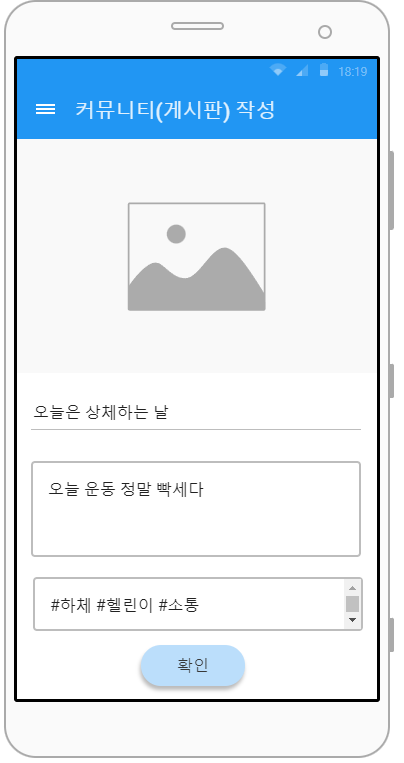 18:19
커뮤니티(게시판) 작성
오늘은 상체하는 날
오늘 운동 정말 빡세다
#하체 #헬린이 #소통
확인